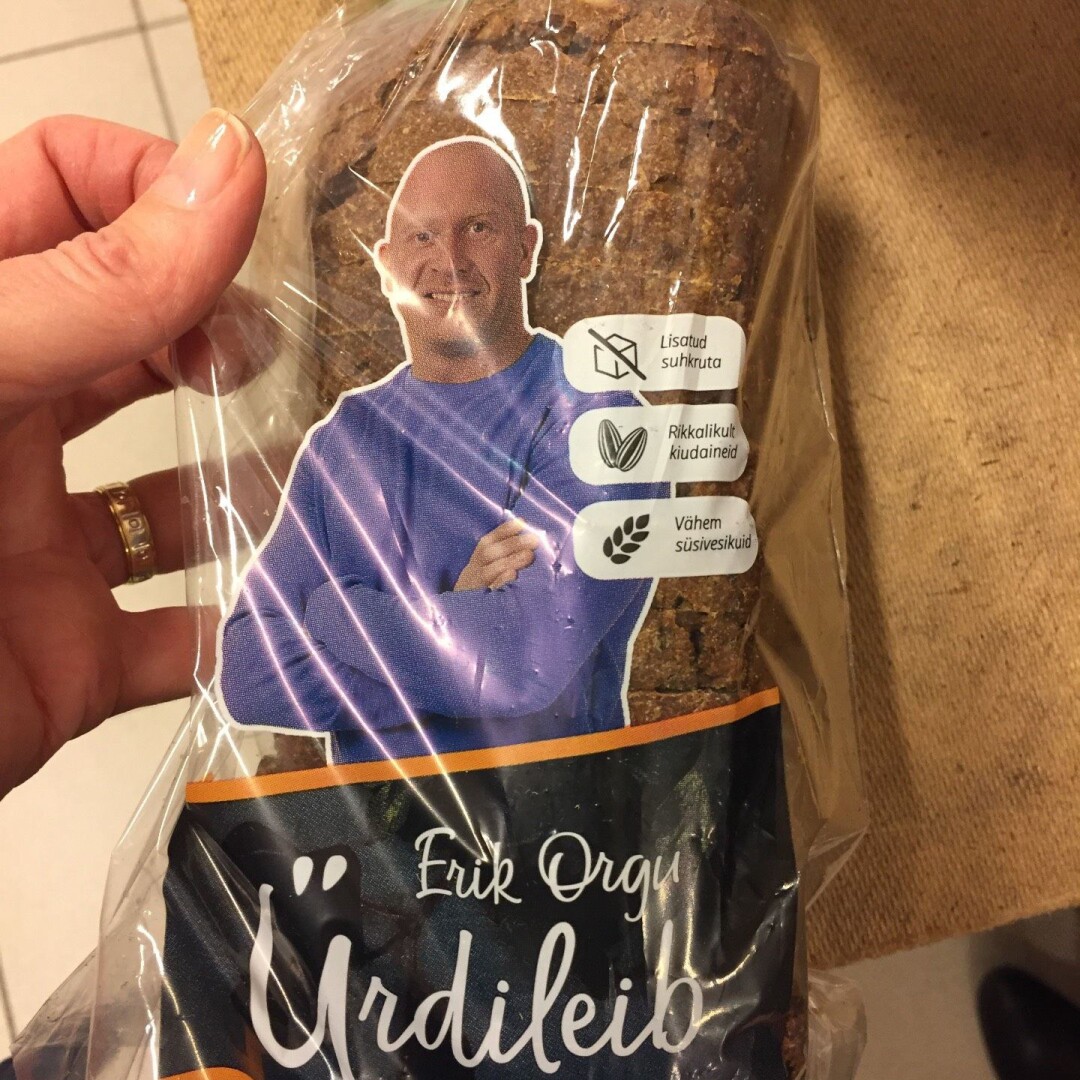 Lisatud
suhkruta
Rikkalikult
kiudaineid
Vähem
süsivesikuid
Erik Orgu
Ürdileib